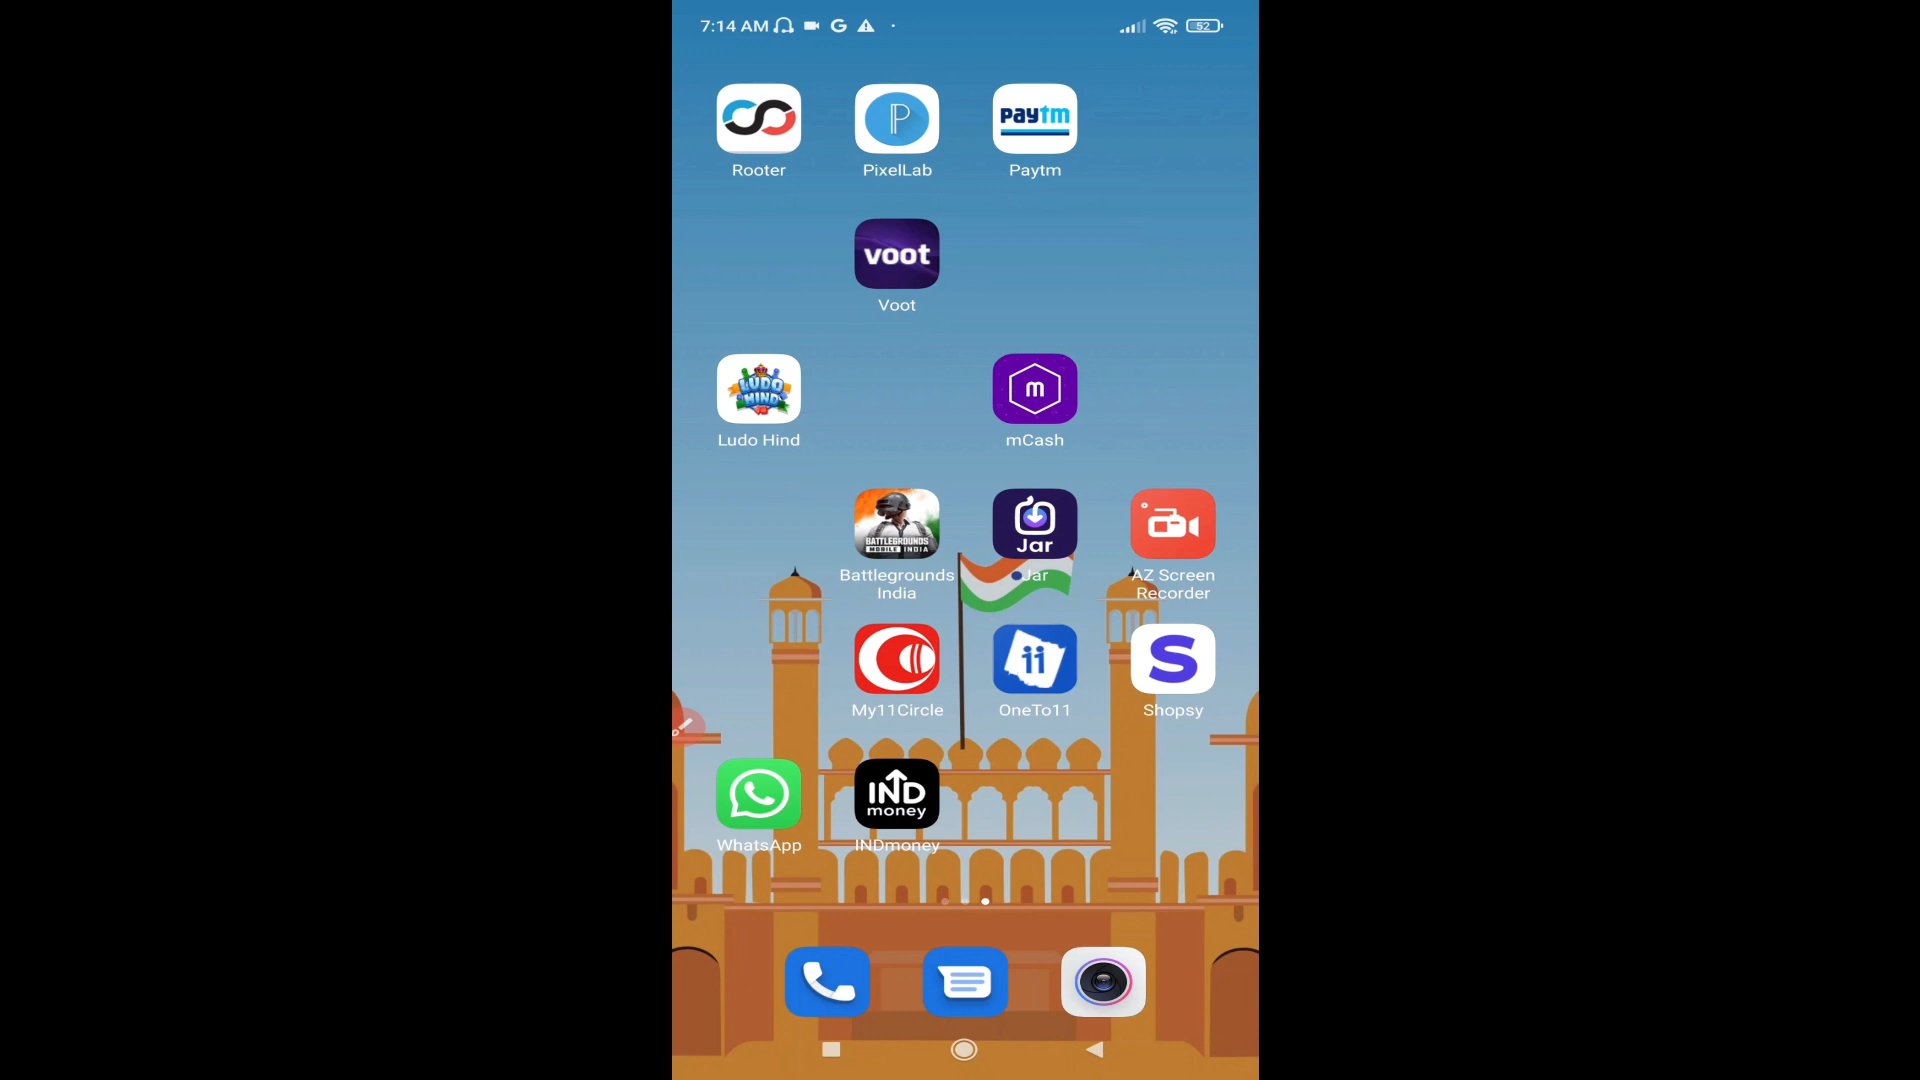 7:14 AM G 52
paytm
Rooter PixelLab Paytm
voot
Voot
LUDO HIND m
Ludo Hind mCash
BATTLEGROUNDS
MOBILE INDIA
Jar
Battlegrounds India Jar AZ Screen Recorder
11 S
My11Circle OneTo11 Shopsy
IND
money
WhatsApp INDmoney